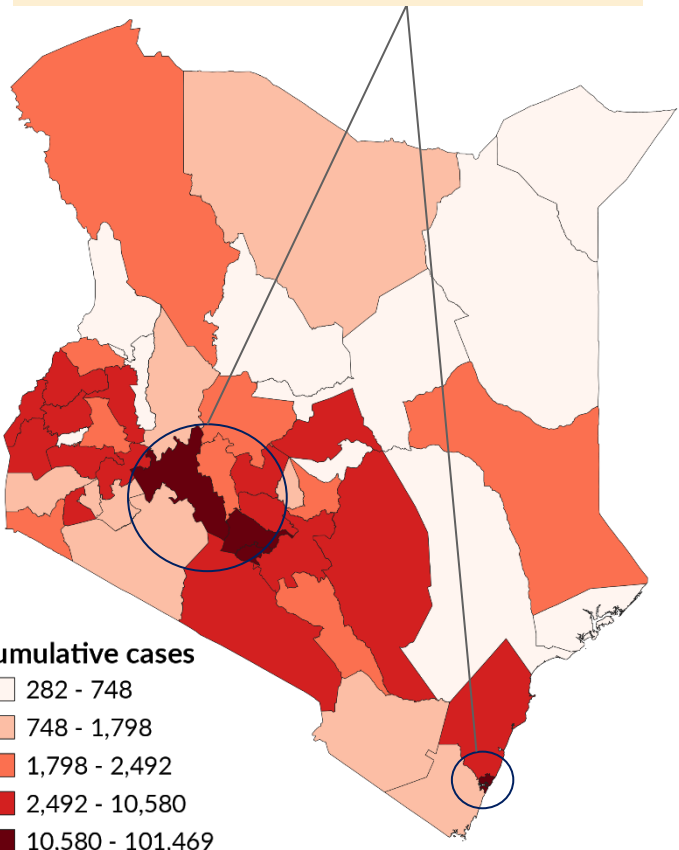 umulative cases
282 - 748
748 - 1,798
1,798 - 2,492
2,492 - 10,580
10,580 - 101,469